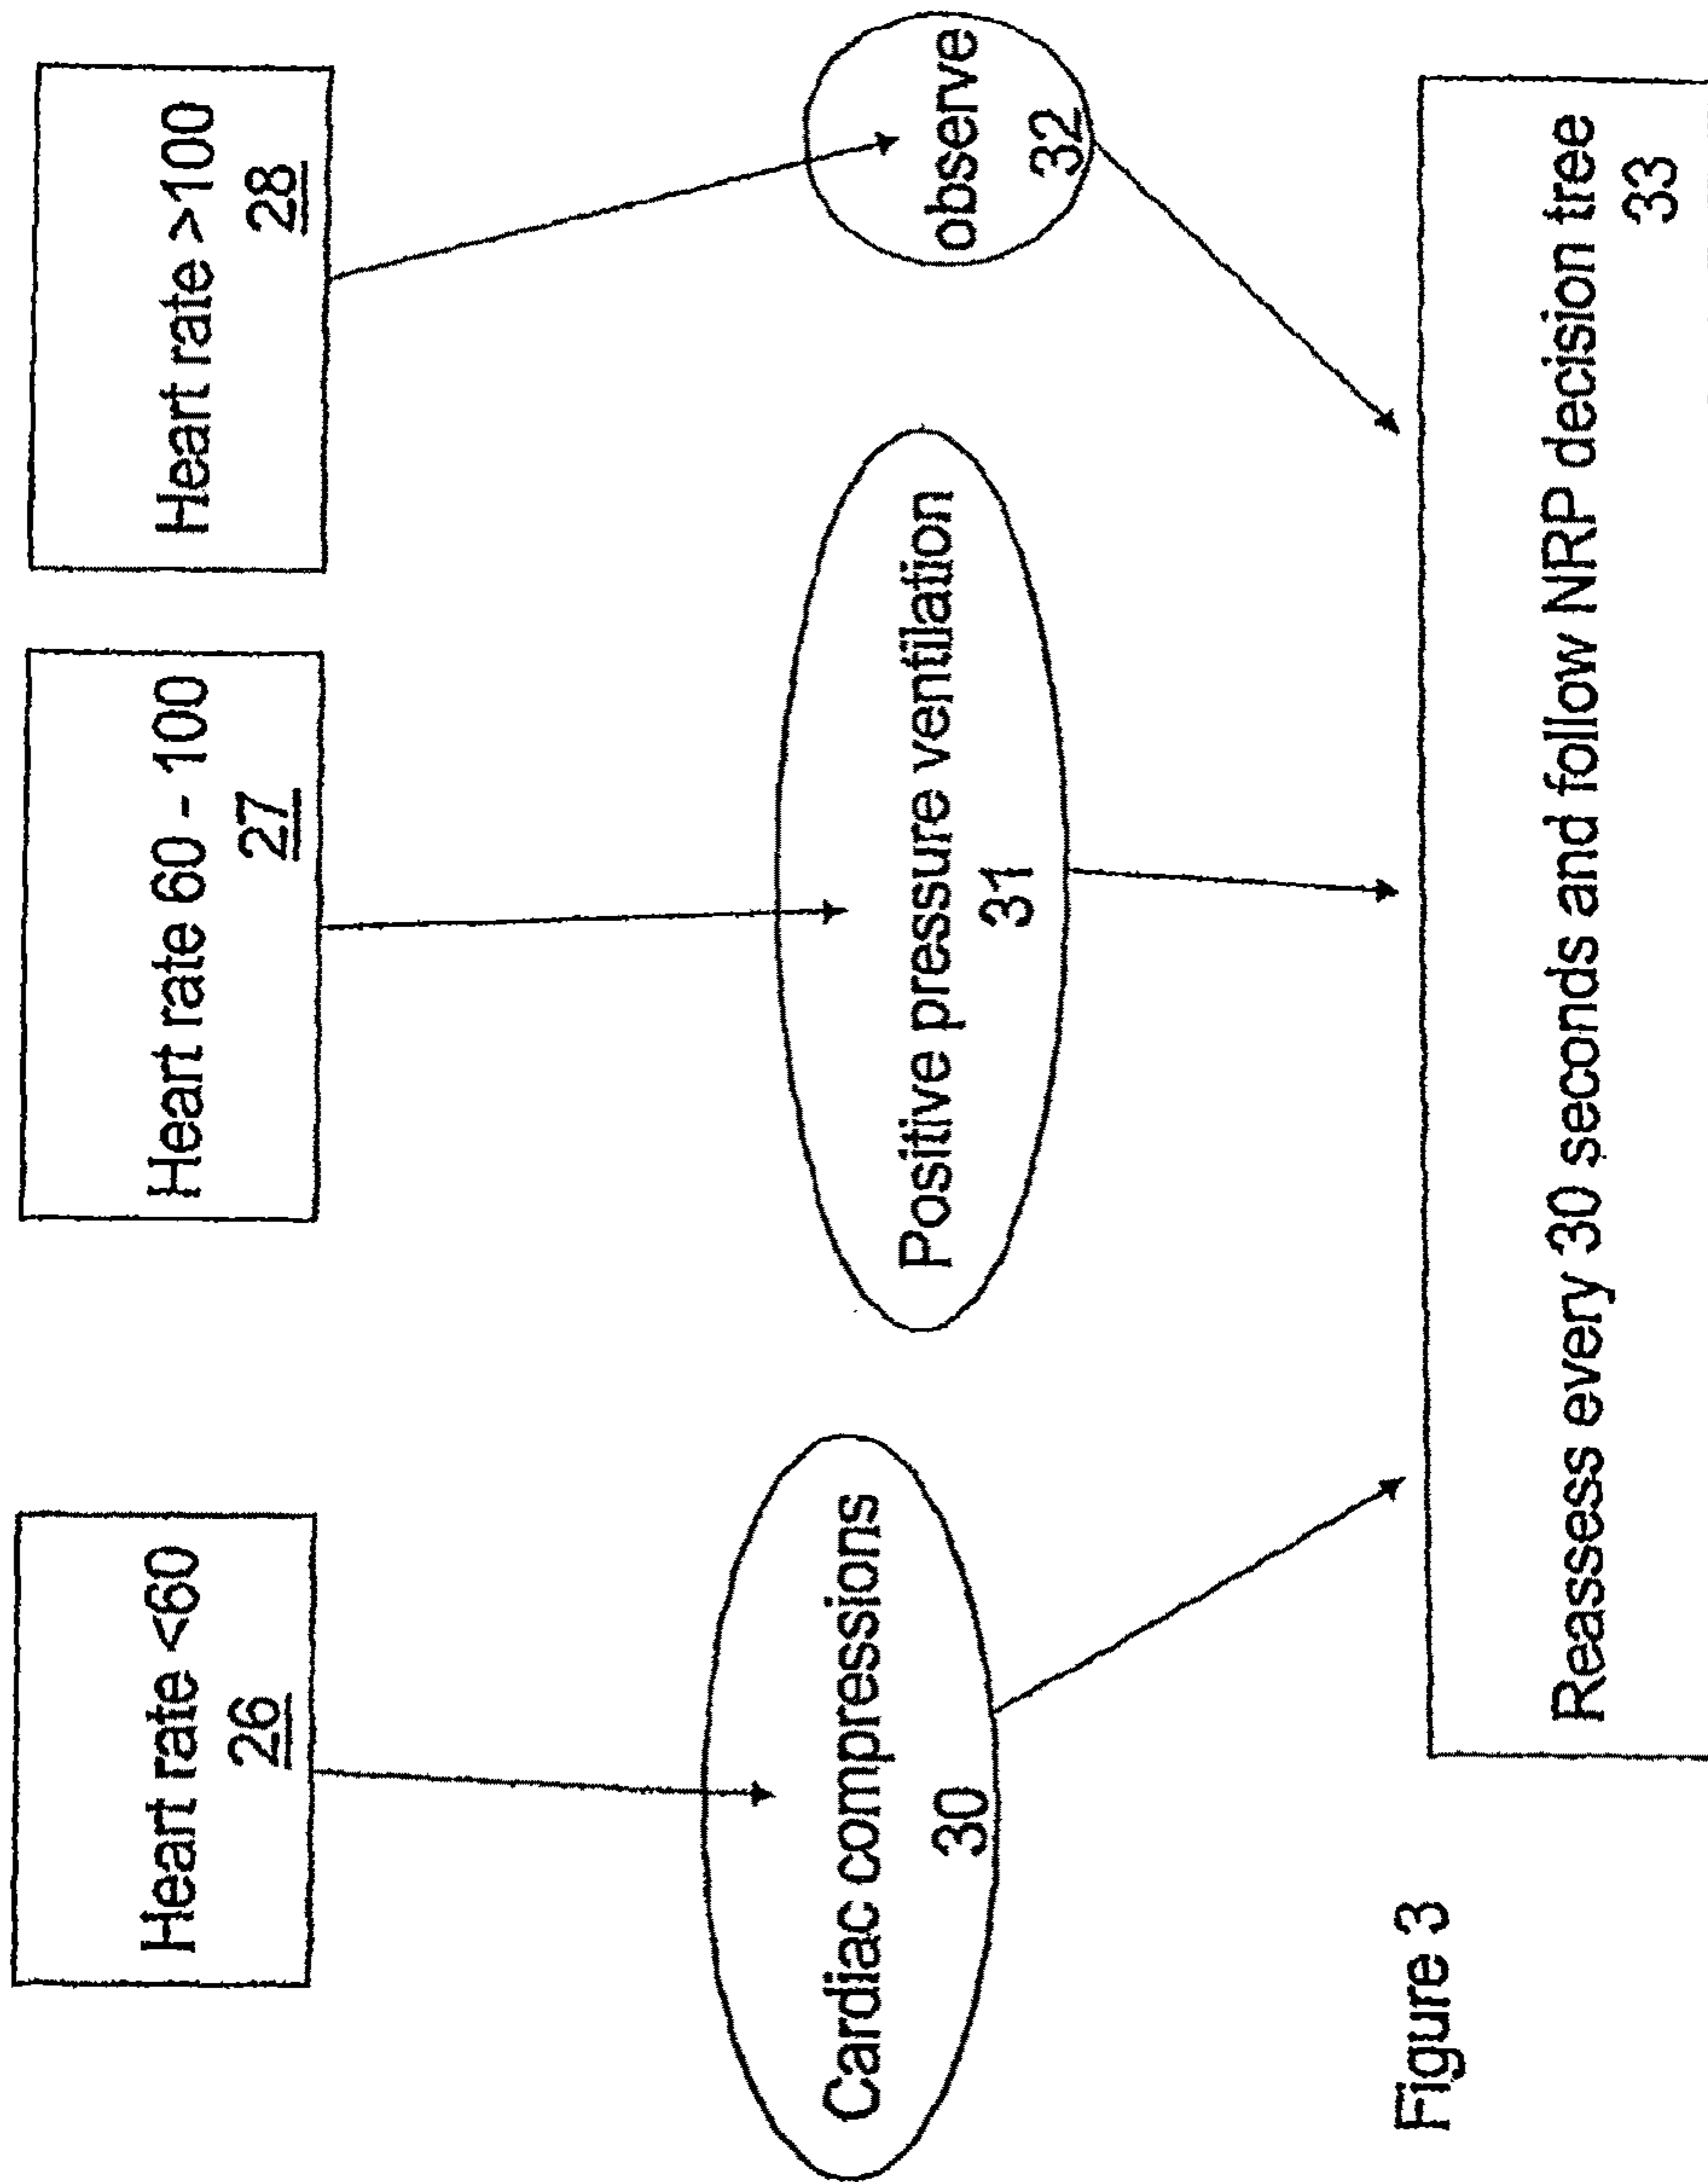 Heart rate <60
26
Heart rate 60 - 100
27
Heart rate >100
28
Cardiac compressions
30
Positive pressure ventilation
31
observe
32
Reassess every 30 seconds and follow NRP decision tree
33
Figure 3